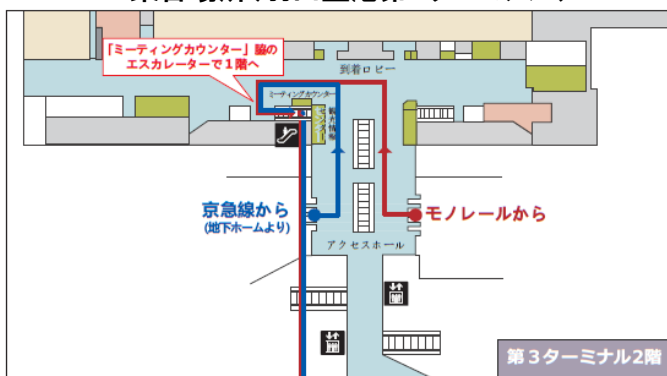 「ミーティングカウンター」脇の
エスカレーターで1階へ
到着ロビー
ミーティングカウンター
観光情報
センター
京急線から
(地下ホームより)
モノレールから
アクセスホール
第3ターミナル2階